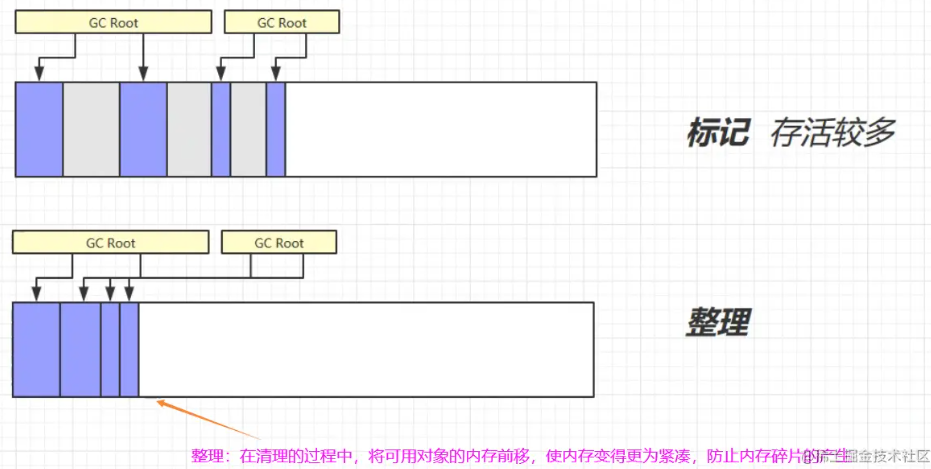 GC Root GC Root
标记 存活较多
GC Root GC Root
整理
整理：在清理的过程中，将可用对象的内存前移，使内存变得更为紧凑，防止内存碎片的产生
@稀土掘金技术社区